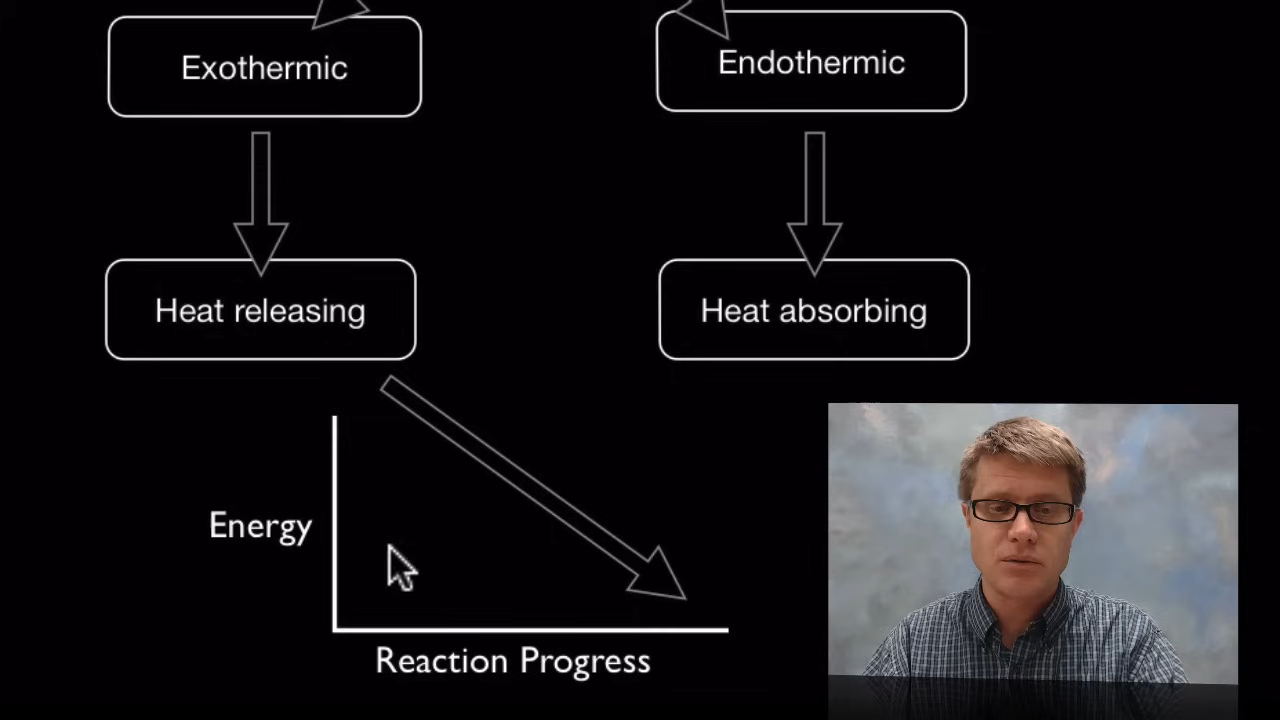 Exothermic
Endothermic
Heat releasing
Heat absorbing
Energy
Reaction Progress